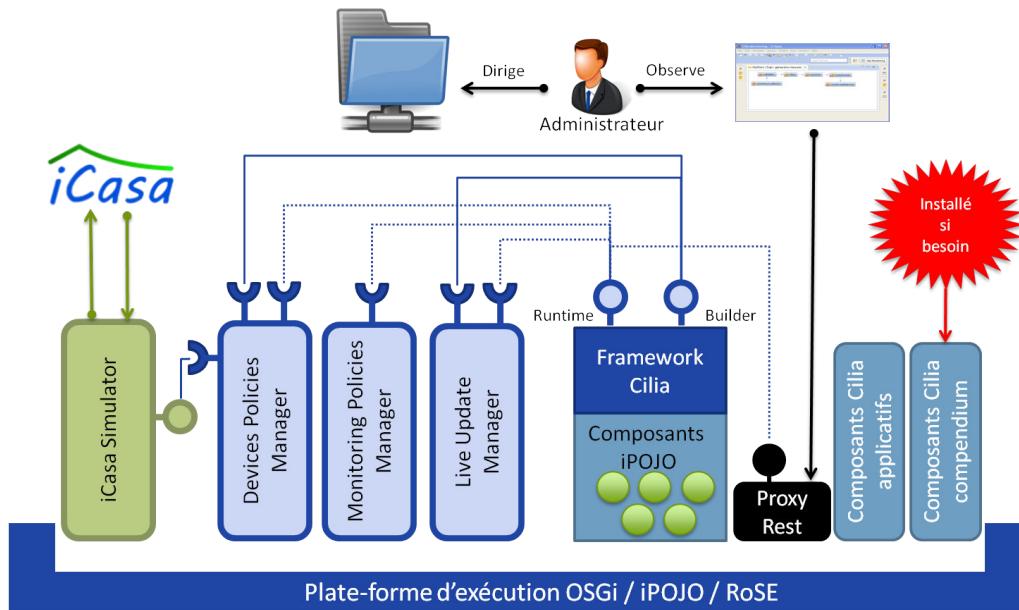 Dirige
Observe
Administrateur
iCasa
Installé
si
besoin
Runtime
Builder
iCasa Simulator
Devices Policies
Manager
Monitoring Policies
Manager
Live Update
Manager
Framework
Cilia
Composants
iPOJO
Proxy
Rest
Composants Cilia
applicatifs
Composants Cilia
compendium
Plate-forme d'exécution OSGi / iPOJO / RoSE